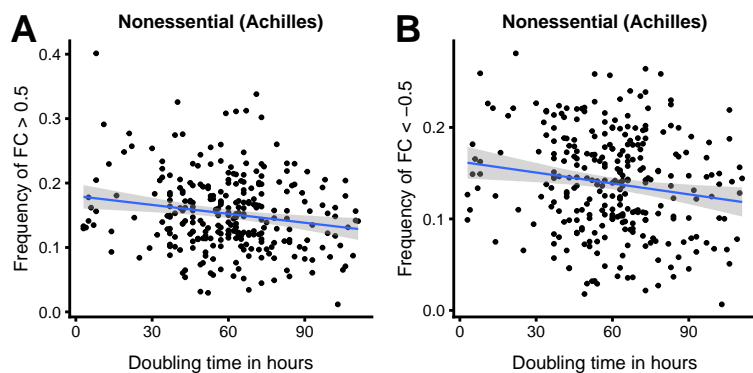 A
Nonessential (Achilles)
Frequency of FC > 0.5
0.4
0.3
0.2
0.1
0.0
0
30
60
90
Doubling time in hours
B
Nonessential (Achilles)
Frequency of FC < −0.5
0.2
0.1
0.0
0
30
60
90
Doubling time in hours